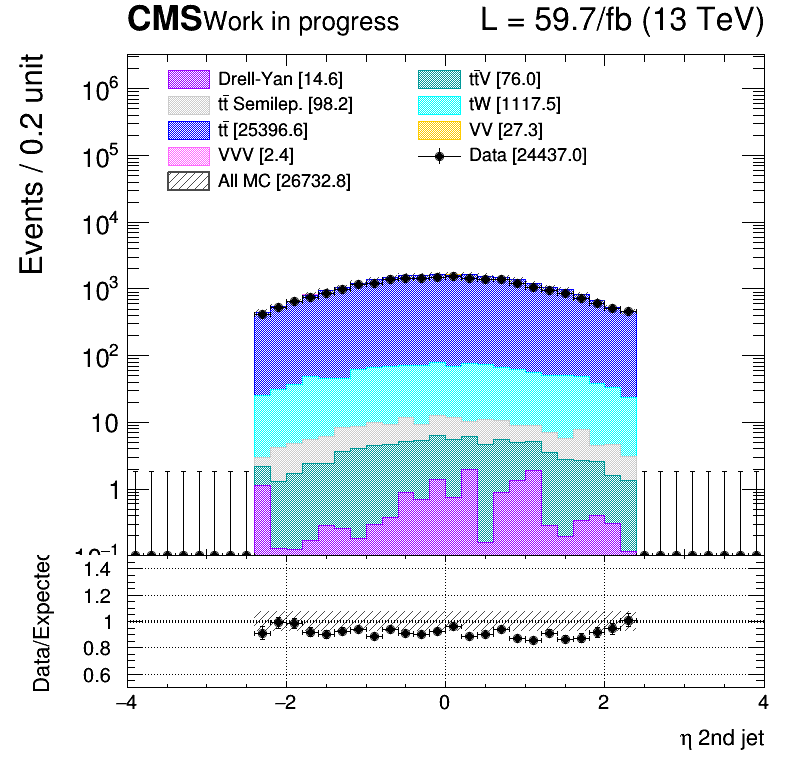 CMS Work in progress L = 59.7/fb (13 TeV)
Events / 0.2 unit
10⁶
10⁵
10⁴
10³
10²
10
1
10⁻¹
Drell-Yan [14.6]
tt̄ Semilep. [98.2]
tt̄ [25396.6]
VVV [2.4]
All MC [26732.8]
tt̄V [76.0]
tW [1117.5]
VV [27.3]
Data [24437.0]
Data/Expected
1.4
1.2
1
0.8
0.6
−4 −2 0 2 4
η 2nd jet